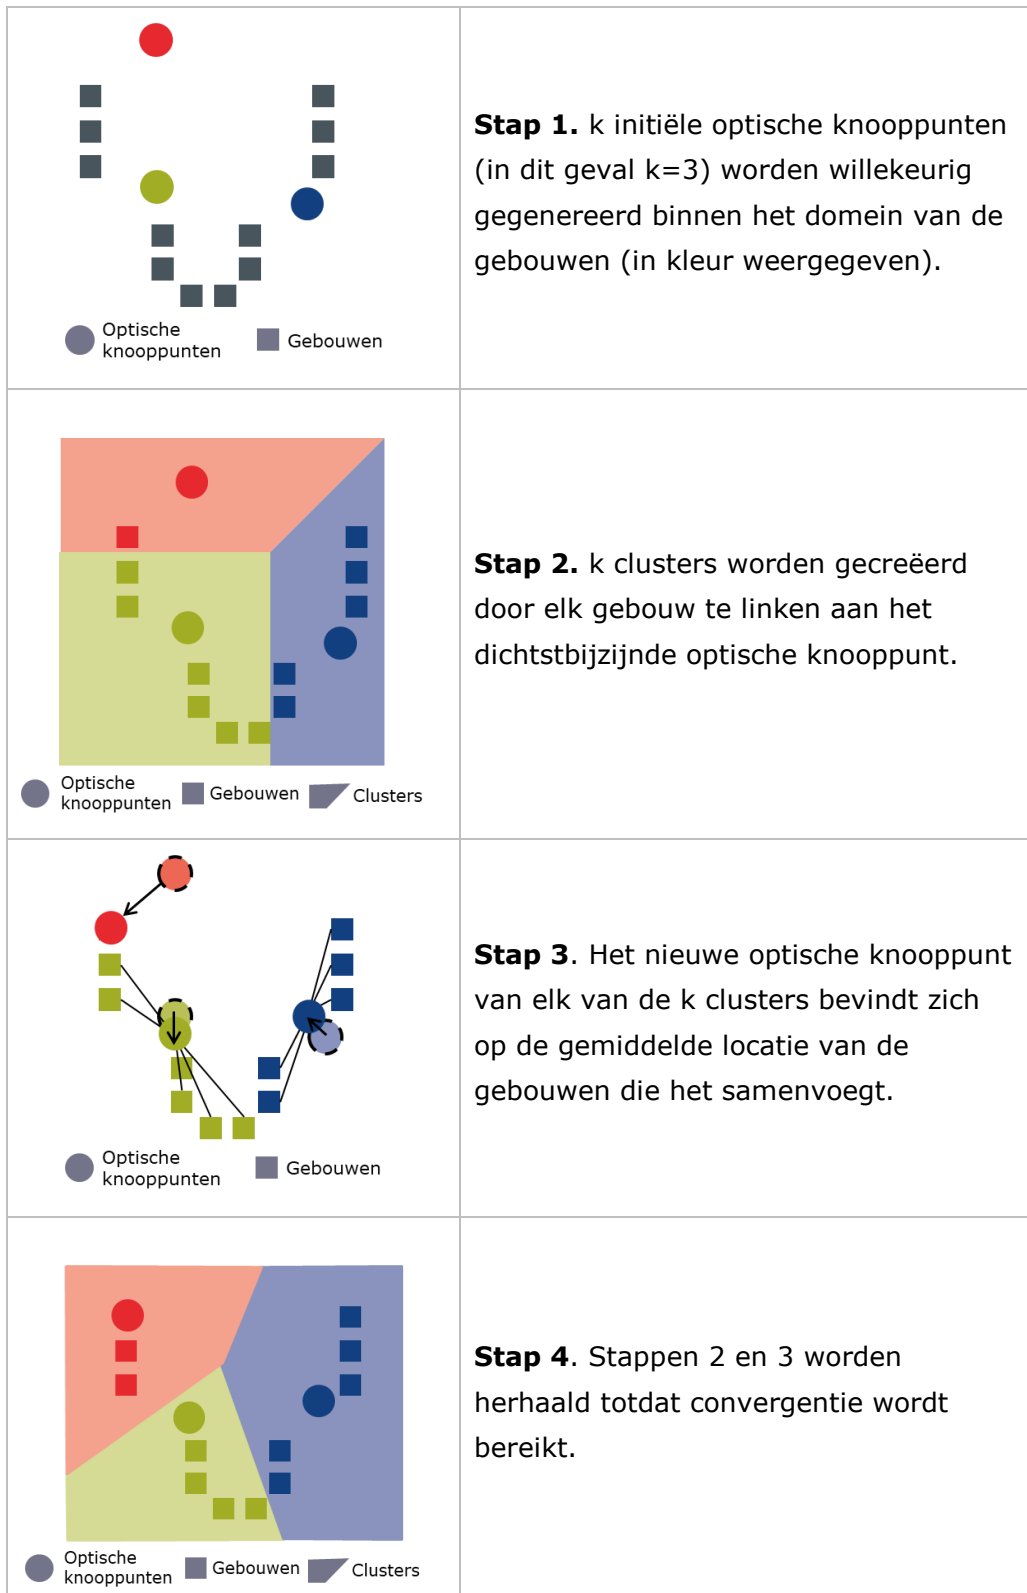 Stap 1. k initiële optische knooppunten
(in dit geval k=3) worden willekeurig
gegenereerd binnen het domein van de
gebouwen (in kleur weergegeven).
Optische
knooppunten
Gebouwen
Stap 2. k clusters worden gecreëerd
door elk gebouw te linken aan het
dichtstbijzijnde optische knooppunt.
Optische
knooppunten
Gebouwen
Clusters
Stap 3. Het nieuwe optische knooppunt
van elk van de k clusters bevindt zich
op de gemiddelde locatie van de
gebouwen die het samenvoegt.
Optische
knooppunten
Gebouwen
Stap 4. Stappen 2 en 3 worden
herhaald totdat convergentie wordt
bereikt.
Optische
knooppunten
Gebouwen
Clusters